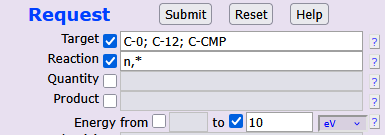 Request Submit Reset Help
Target C-0; C-12; C-CMP ?
Reaction n,* ?
Quantity ?
Product ?
Energy from to 10 eV ?